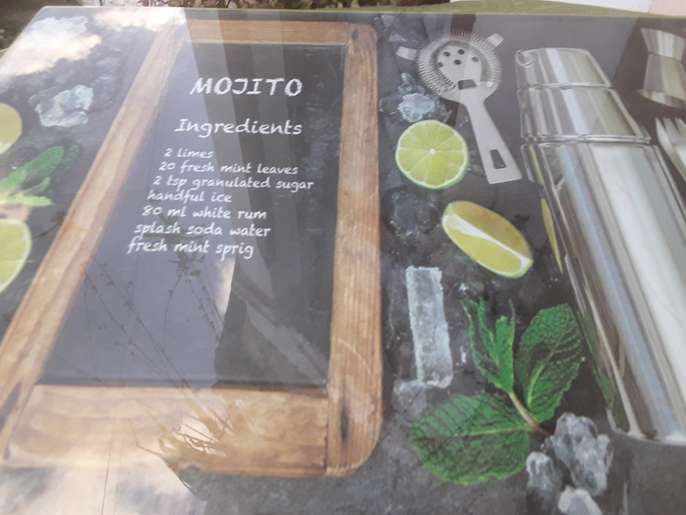 MOJITO
Ingredients
2 limes
20 fresh mint leaves
2 tsp granulated sugar
handful ice
80 ml white rum
splash soda water
fresh mint sprig